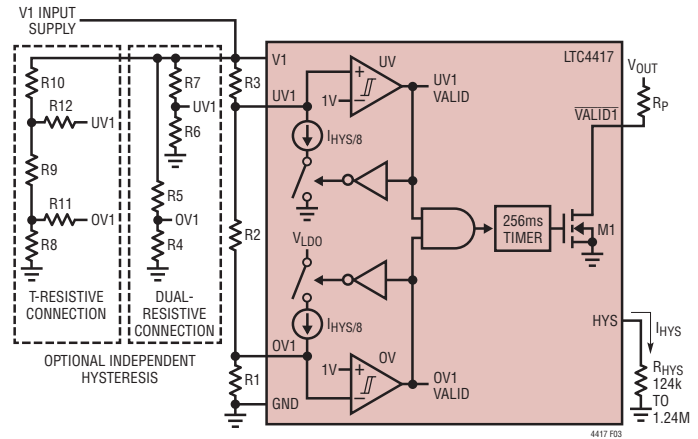 V1 INPUT
SUPPLY
R10
R12
UV1
R9
R11
OV1
R8
T-RESISTIVE
CONNECTION
R7
UV1
R6
R5
OV1
R4
DUAL-
RESISTIVE
CONNECTION
OPTIONAL INDEPENDENT
HYSTERESIS
V1
R3
UV1
R2
OV1
R1
GND
LTC4417
UV
1V
UV1
VALID
IHYS/8
VLDO
IHYS/8
OV
1V
OV1
VALID
256ms
TIMER
M1
VALID1
VOUT
RP
HYS
IHYS
RHYS
124k
TO
1.24M
4417 F03